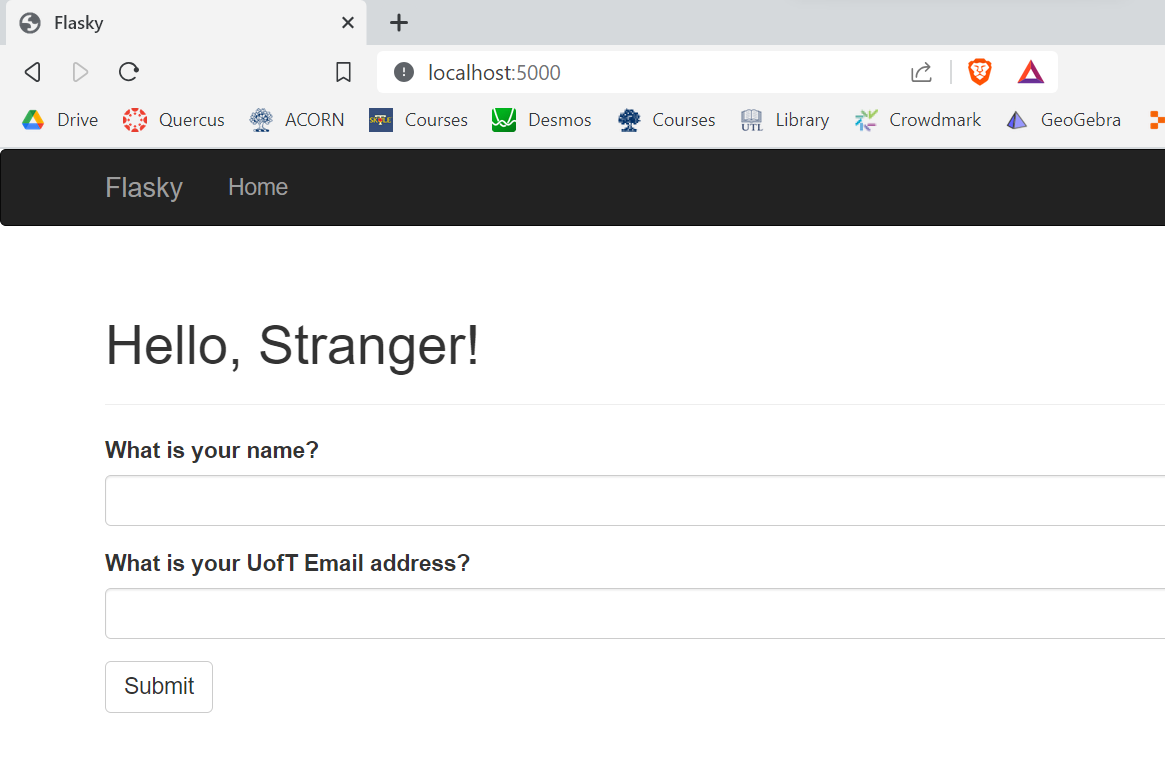 Flasky
localhost:5000
Drive Quercus ACORN Courses Desmos Courses Library Crowdmark GeoGebra
Flasky Home
Hello, Stranger!
What is your name?
What is your UofT Email address?
Submit